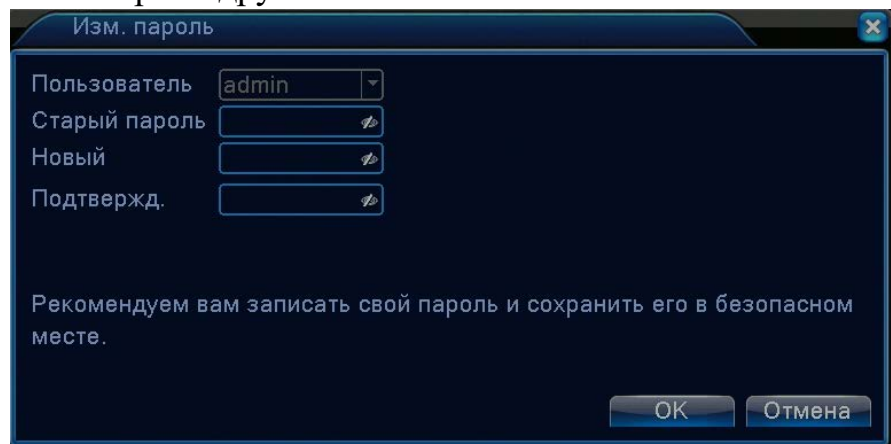 Изм. пароль
Пользователь admin
Старый пароль
Новый
Подтвержд.
Рекомендуем вам записать свой пароль и сохранить его в безопасном
месте.
OK Отмена